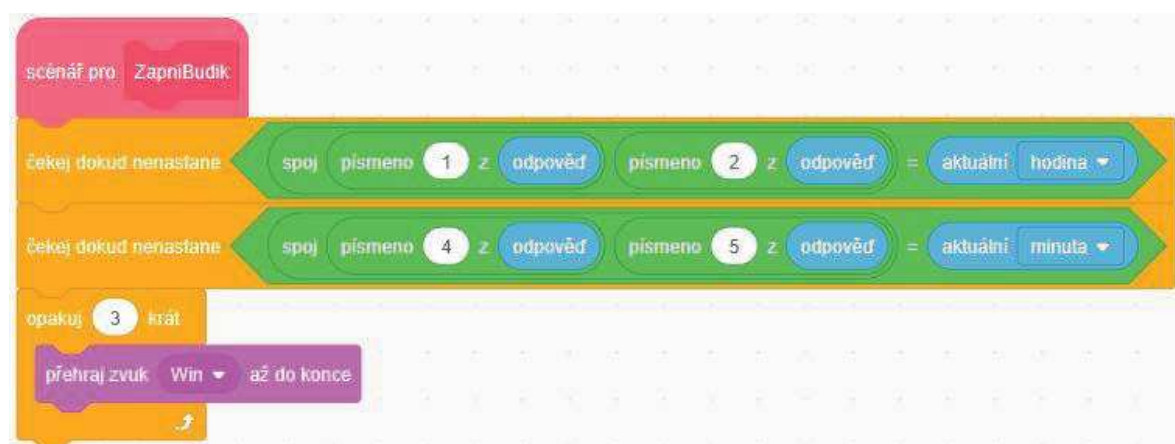 scénář pro ZapniBudik
čekej dokud nenastane spoj písmeno 1 z odpověď písmeno 2 z odpověď = aktuální hodina
čekej dokud nenastane spoj písmeno 4 z odpověď písmeno 5 z odpověď = aktuální minuta
opakuj 3 krát
přehraj zvuk Win až do konce